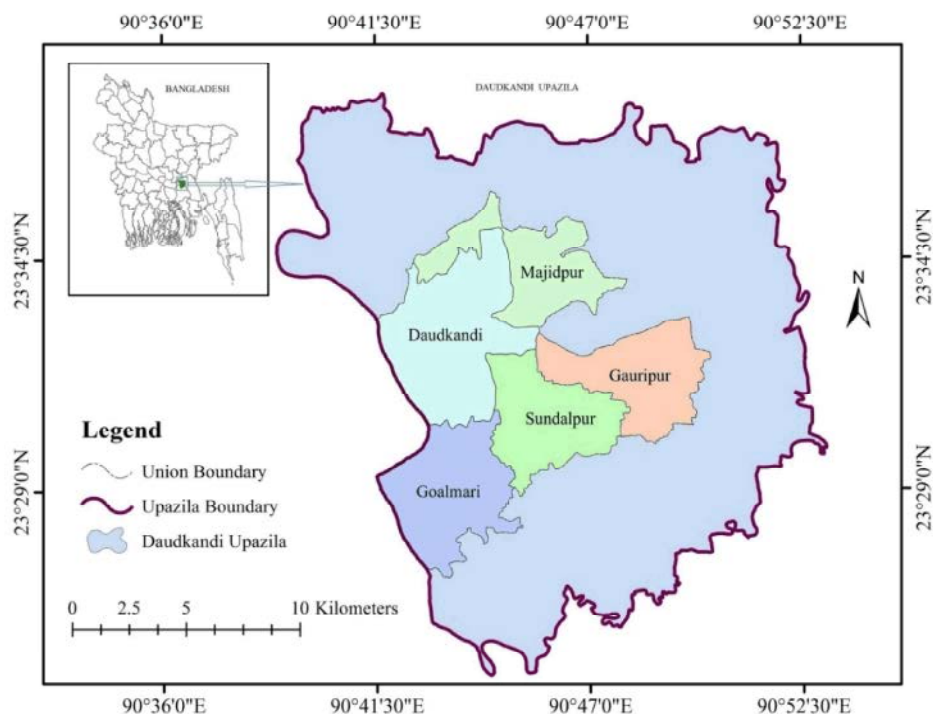 90°36'0"E 90°41'30"E 90°47'0"E 90°52'30"E
BANGLADESH
DAUDKANDI UPAZILA
23°34'30"N
23°34'30"N
Majidpur
N
Daudkandi
Gauripur
Sundalpur
Legend
Union Boundary
Goalmari
23°29'0"N
23°29'0"N
Upazila Boundary
Daudkandi Upazila
0 2.5 5 10 Kilometers
90°36'0"E 90°41'30"E 90°47'0"E 90°52'30"E